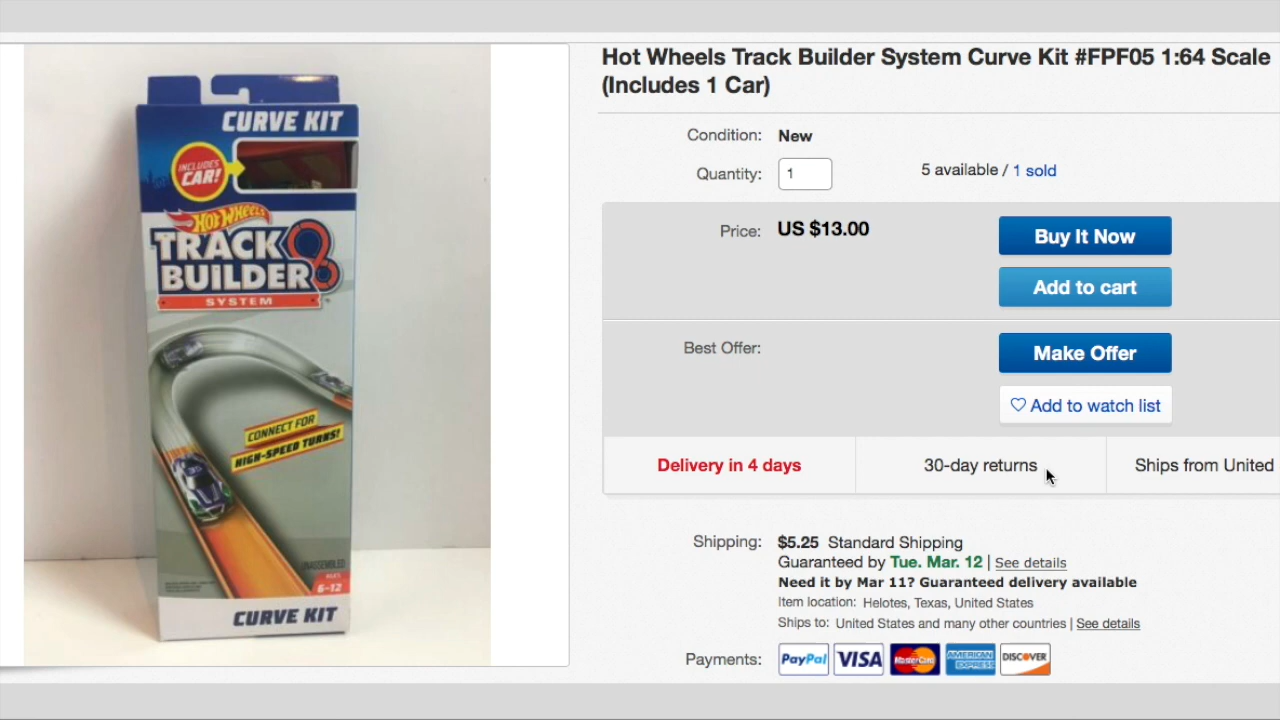 CURVE KIT
INCLUDES
CAR!
HOT WHEELS
TRACK
BUILDER
SYSTEM
CONNECT FOR
HIGH-SPEED TURNS!
UNASSEMBLED
AGES
6-12
CURVE KIT
Hot Wheels Track Builder System Curve Kit #FPF05 1:64 Scale
(Includes 1 Car)
Condition: New
Quantity: 1 5 available / 1 sold
Price: US $13.00 Buy It Now
Add to cart
Best Offer: Make Offer
Add to watch list
Delivery in 4 days 30-day returns Ships from United
Shipping: $5.25 Standard Shipping
Guaranteed by Tue. Mar. 12 | See details
Need it by Mar 11? Guaranteed delivery available
Item location: Helotes, Texas, United States
Ships to: United States and many other countries | See details
Payments: PayPal VISA MasterCard AMERICAN EXPRESS DISCOVER